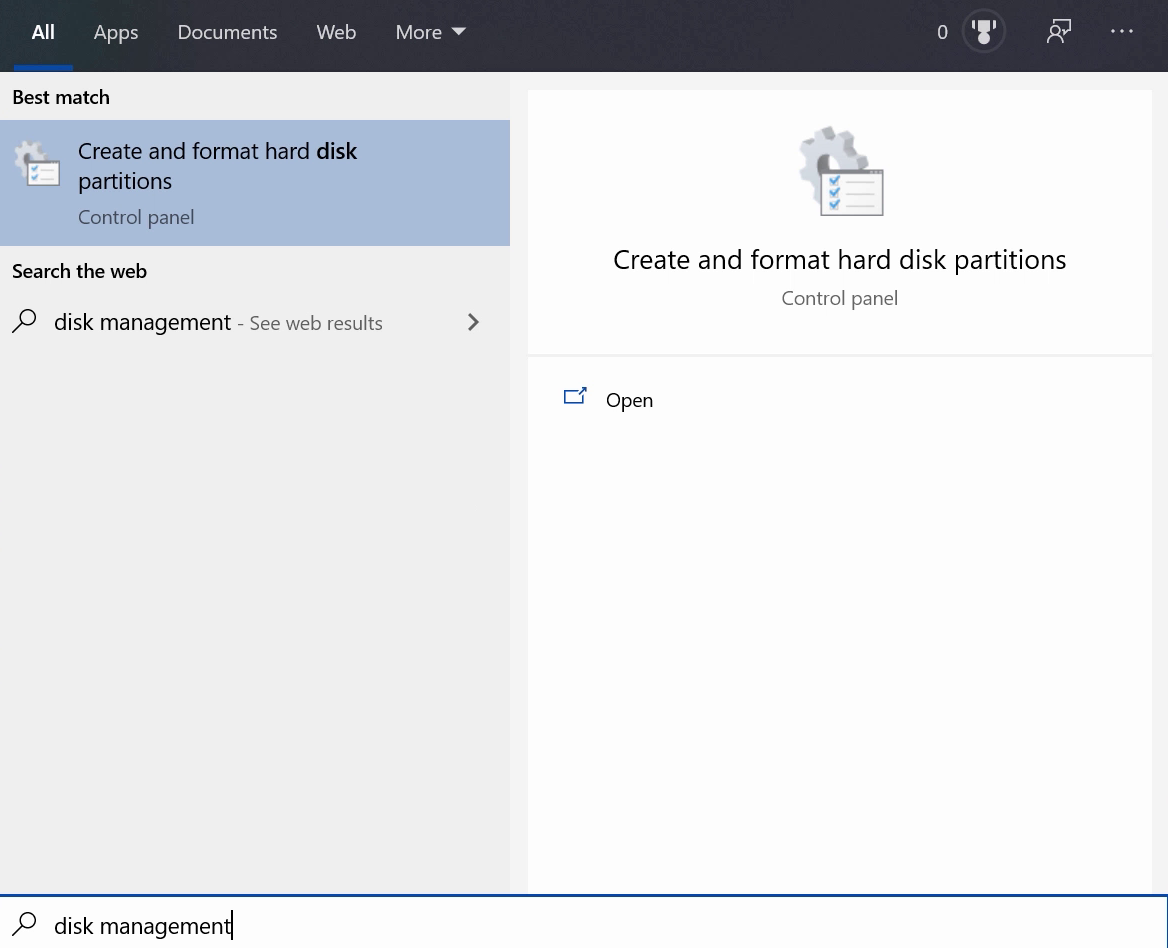 All Apps Documents Web More 0 ...
Best match
Create and format hard disk
partitions
Control panel
Search the web
disk management - See web results
Create and format hard disk partitions
Control panel
Open
disk management